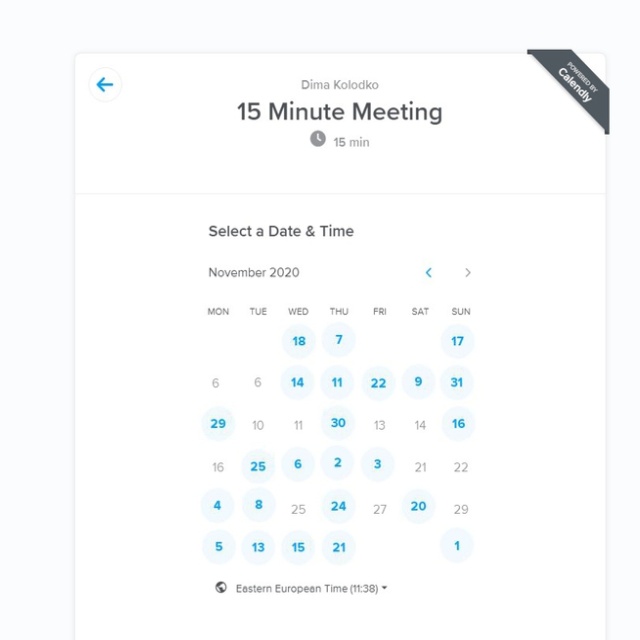 POWERED BY
Calendly
Dima Kolodko
15 Minute Meeting
15 min
Select a Date & Time
November 2020
MON TUE WED THU FRI SAT SUN
18 7 17
6 6 14 11 22 9 31
29 10 11 30 13 14 16
16 25 6 2 3 21 22
4 8 25 24 27 20 29
5 13 15 21 1
Eastern European Time (11:38)